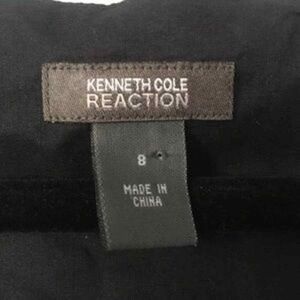 KENNETH COLE
REACTION
8
MADE IN
CHINA